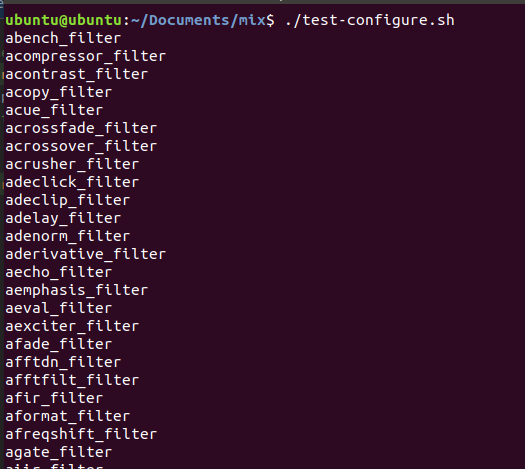 ubuntu@ubuntu:~/Documents/mix$ ./test-configure.sh
abench_filter
acompressor_filter
acontrast_filter
acopy_filter
acue_filter
acrossfade_filter
acrossover_filter
acrusher_filter
adeclick_filter
adeclip_filter
adelay_filter
adenorm_filter
aderivative_filter
aecho_filter
aemphasis_filter
aeval_filter
aexciter_filter
afade_filter
afftdn_filter
afftfilt_filter
afir_filter
aformat_filter
afreqshift_filter
agate_filter
aiir_filter